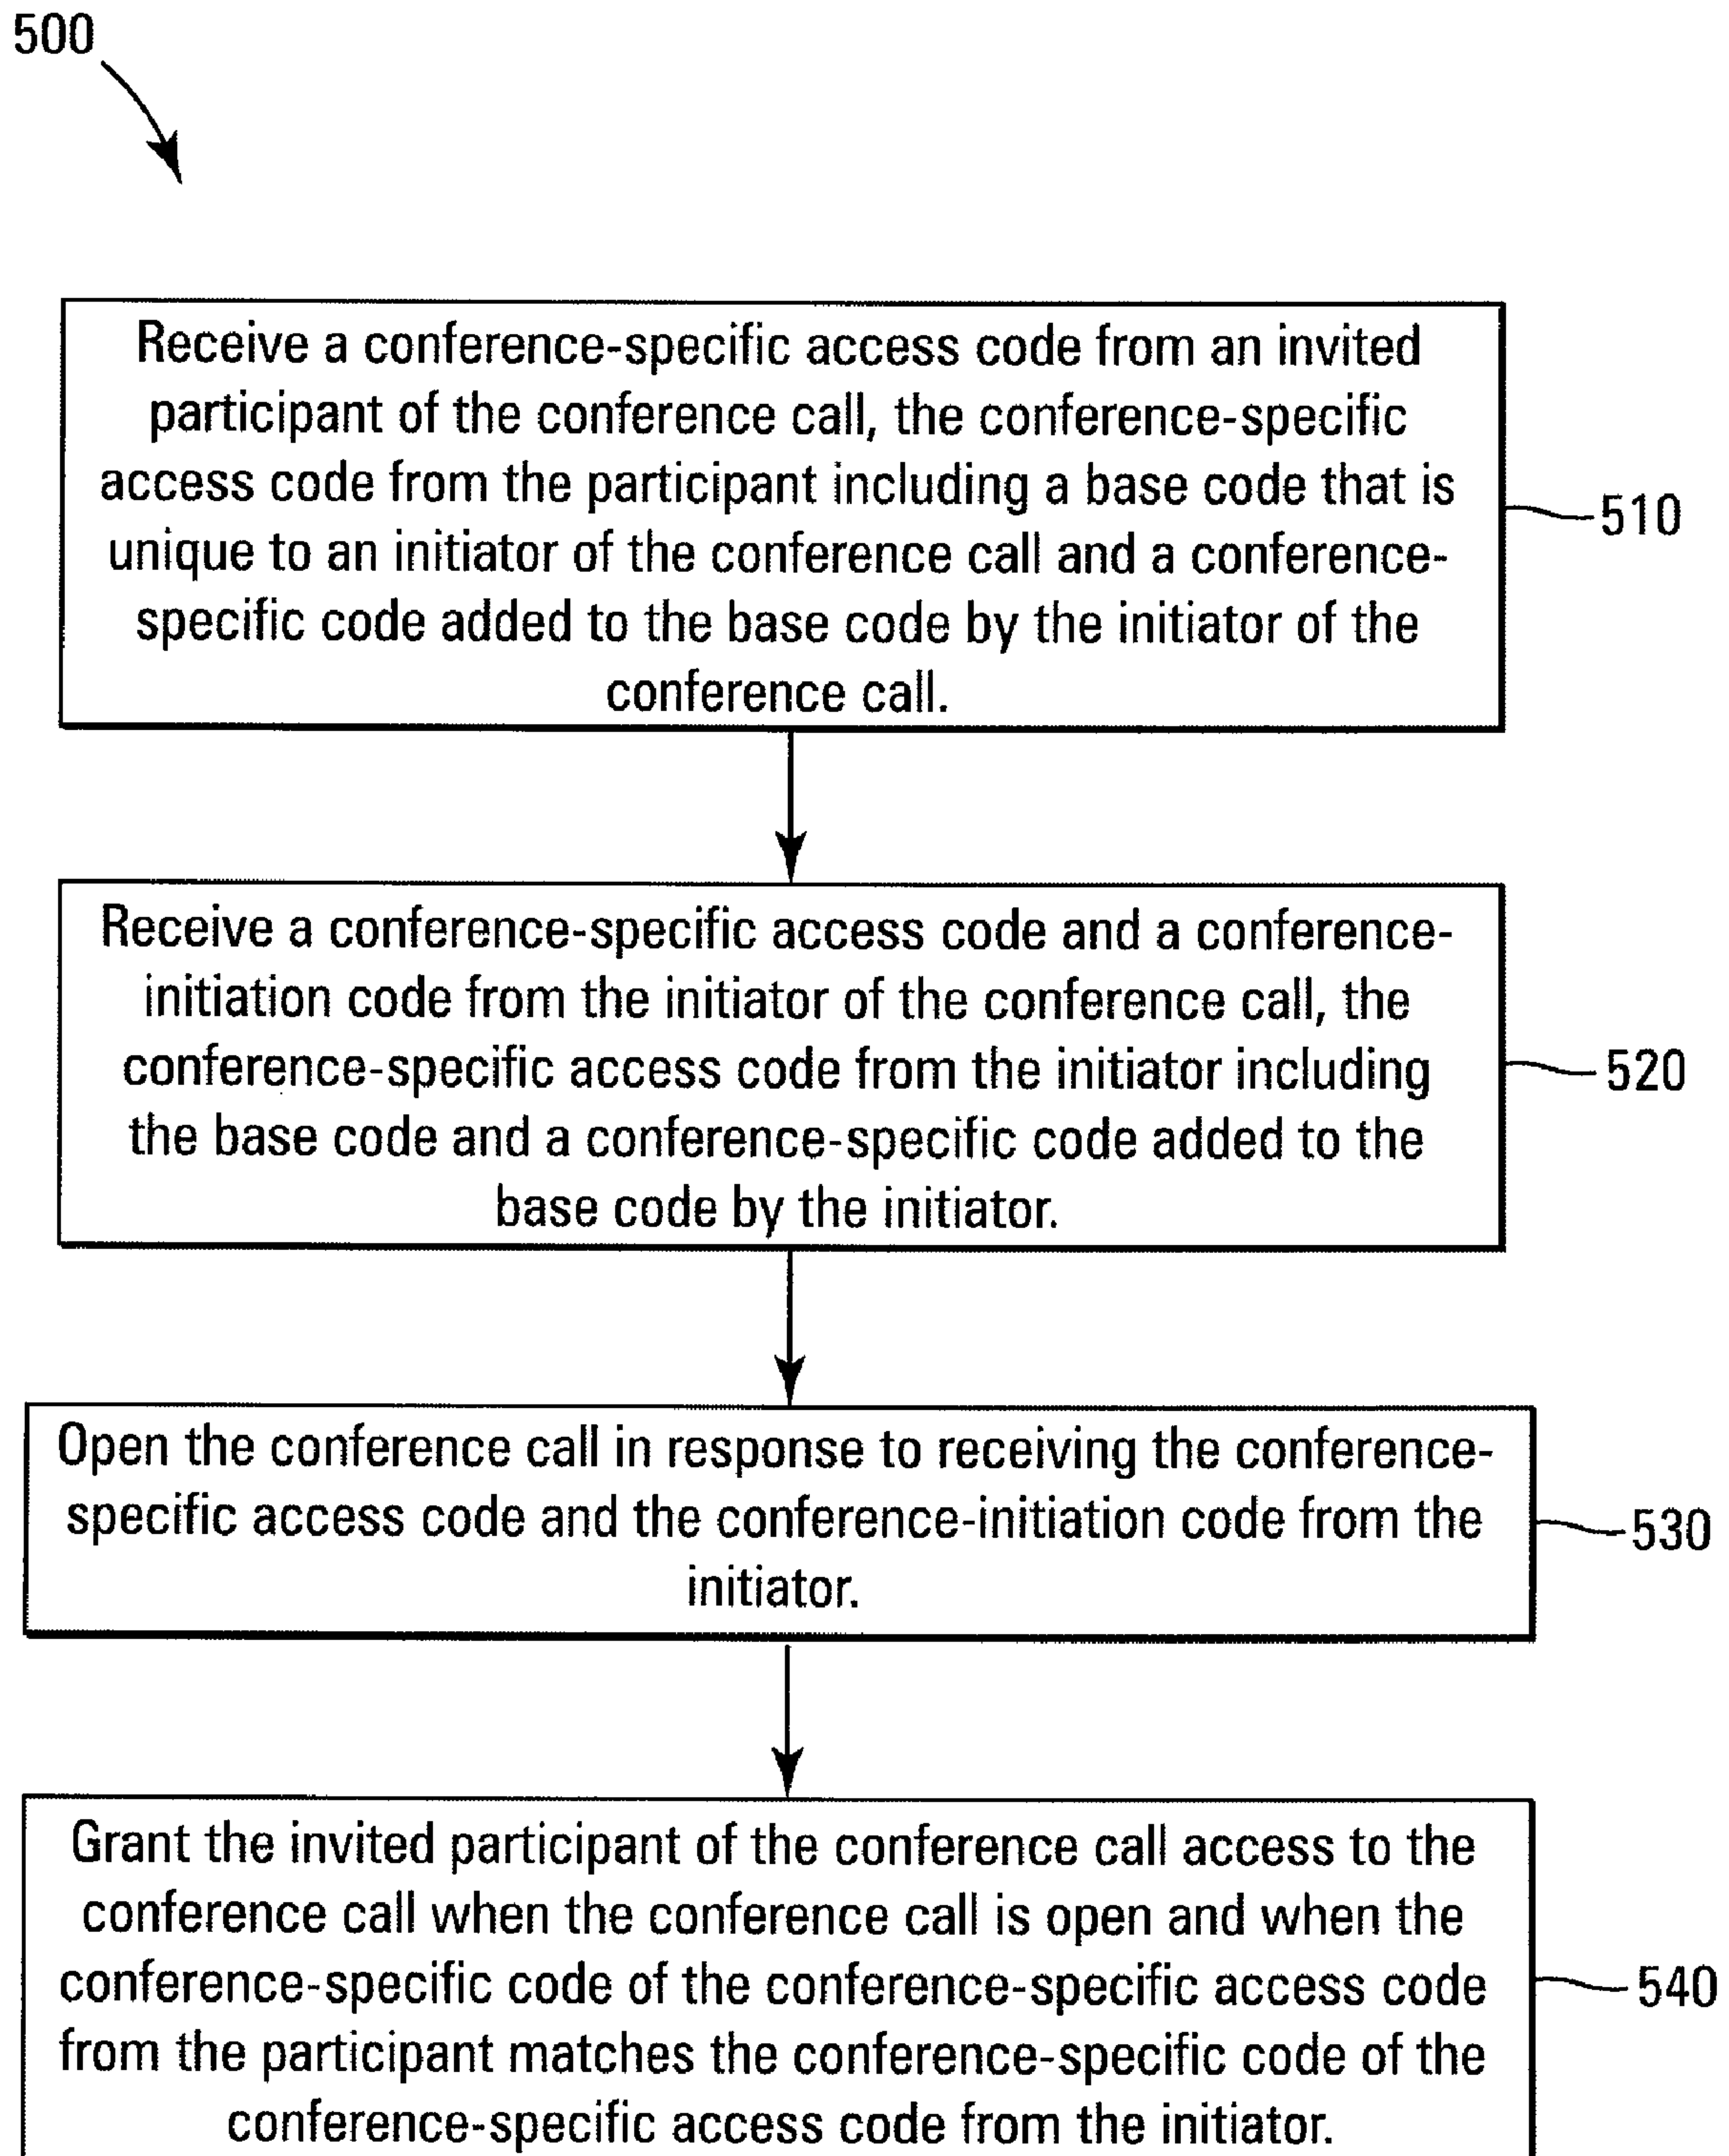 500
Receive a conference-specific access code from an invited
participant of the conference call, the conference-specific
access code from the participant including a base code that is
unique to an initiator of the conference call and a conference-
specific code added to the base code by the initiator of the
conference call.
510
Receive a conference-specific access code and a conference-
initiation code from the initiator of the conference call, the
conference-specific access code from the initiator including
the base code and a conference-specific code added to the
base code by the initiator.
520
Open the conference call in response to receiving the conference-
specific access code and the conference-initiation code from the
initiator.
530
Grant the invited participant of the conference call access to the
conference call when the conference call is open and when the
conference-specific code of the conference-specific access code
from the participant matches the conference-specific code of the
conference-specific access code from the initiator.
540